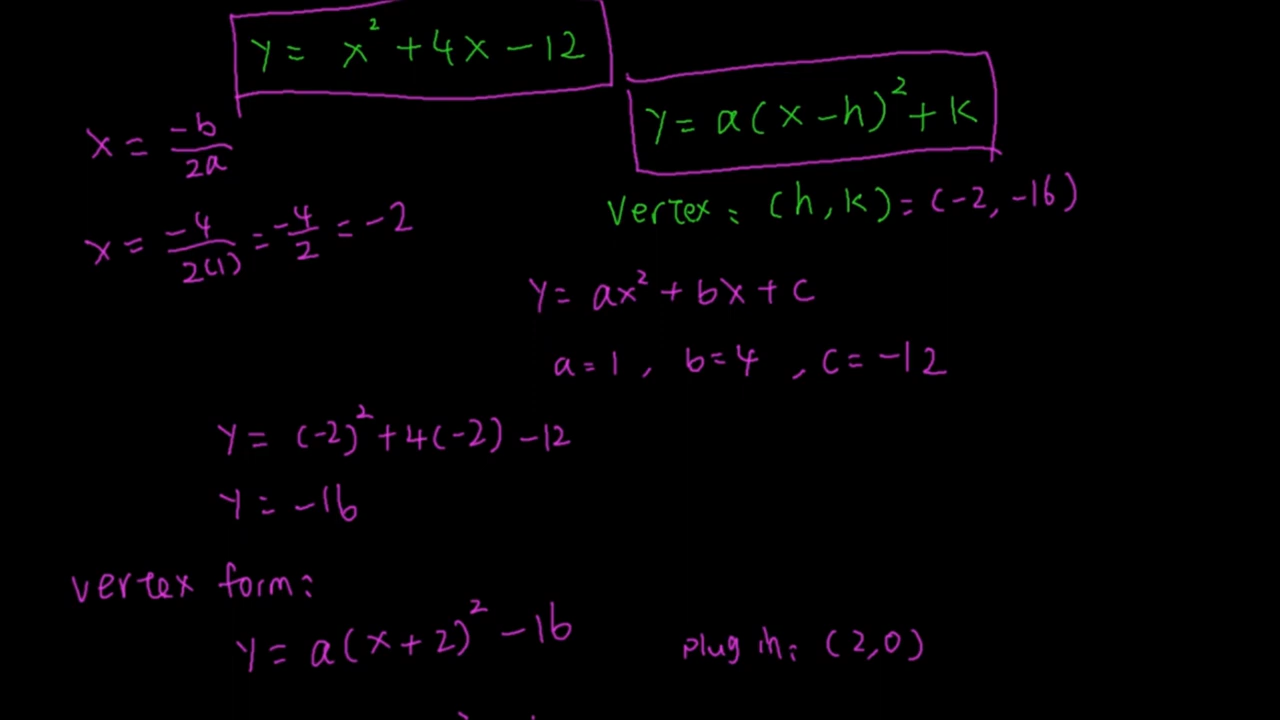 y = x² + 4x - 12
y = a(x - h)² + k
x = -b/2a
vertex: (h, k) = (-2, -16)
x = -4/2(1) = -4/2 = -2
y = ax² + bx + c
a = 1, b = 4, c = -12
y = (-2)² + 4(-2) - 12
y = -16
vertex form:
y = a(x + 2)² - 16
plug in: (2, 0)